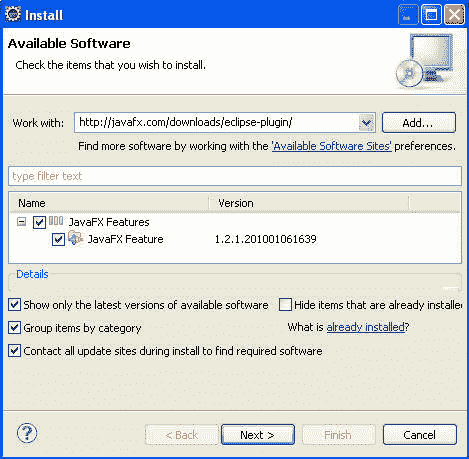 Install
Available Software
Check the items that you wish to install.
Work with: http://javafx.com/downloads/eclipse-plugin/ Add...
Find more software by working with the 'Available Software Sites' preferences.
type filter text
Name Version
JavaFX Features
JavaFX Feature 1.2.1.201001061639
Details
Show only the latest versions of available software Hide items that are already installe
Group items by category What is already installed?
Contact all update sites during install to find required software
? < Back Next > Finish Cancel